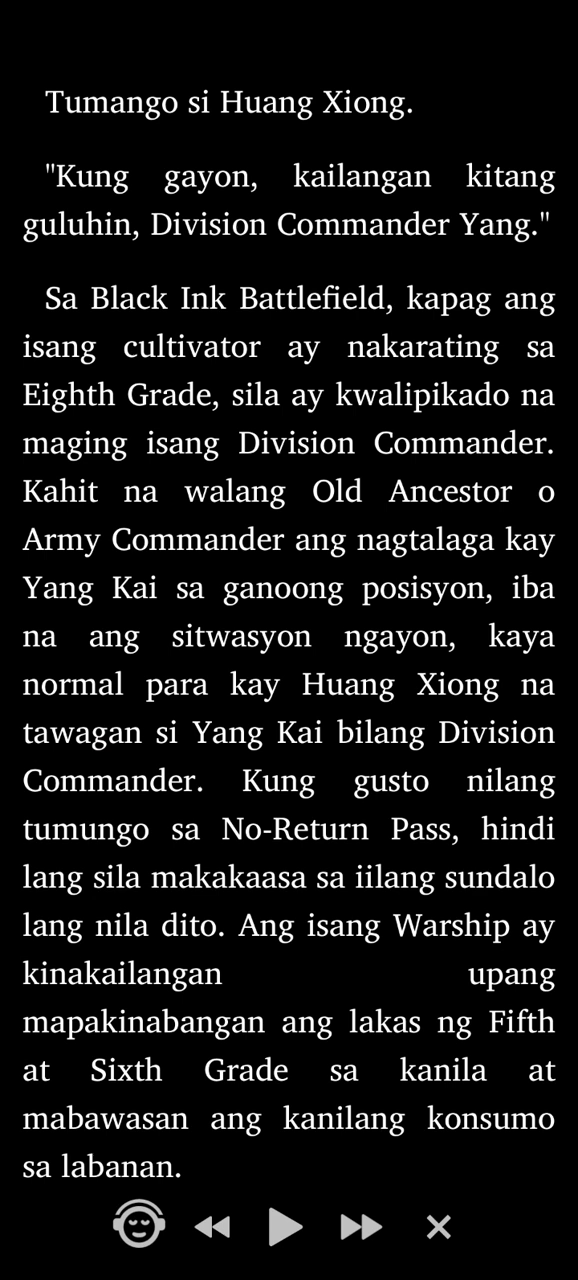 Tumango si Huang Xiong.
"Kung gayon, kailangan kitang
guluhin, Division Commander Yang."
Sa Black Ink Battlefield, kapag ang
isang cultivator ay nakarating sa
Eighth Grade, sila ay kwalipikado na
maging isang Division Commander.
Kahit na walang Old Ancestor o
Army Commander ang nagtalaga kay
Yang Kai sa ganoong posisyon, iba
na ang sitwasyon ngayon, kaya
normal para kay Huang Xiong na
tawagan si Yang Kai bilang Division
Commander. Kung gusto nilang
tumungo sa No-Return Pass, hindi
lang sila makakaasa sa iilang sundalo
lang nila dito. Ang isang Warship ay
kinakailangan upang
mapakinabangan ang lakas ng Fifth
at Sixth Grade sa kanila at
mabawasan ang kanilang konsumo
sa labanan.